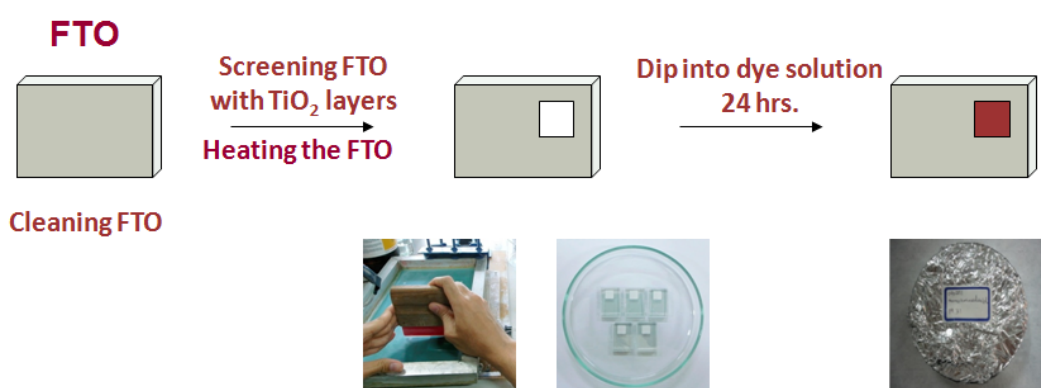 FTO
Screening FTO
with TiO₂ layers
Heating the FTO
Dip into dye solution
24 hrs.
Cleaning FTO